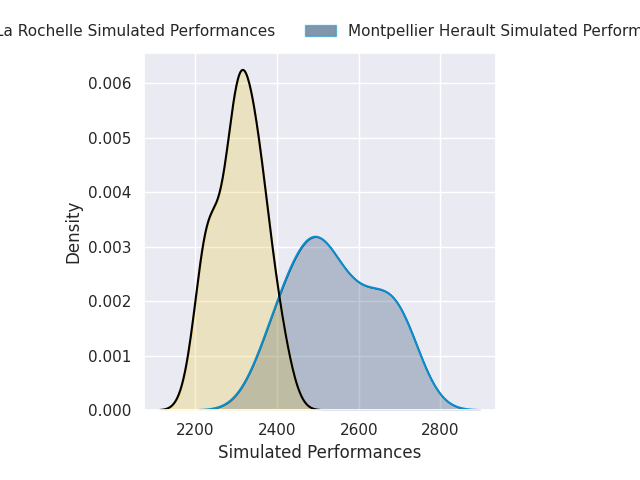 La Rochelle Simulated Performances
Montpellier Herault Simulated Perform
0.006
0.005
0.004
0.003
0.002
0.001
0.000
Density
2200 2400 2600 2800
Simulated Performances